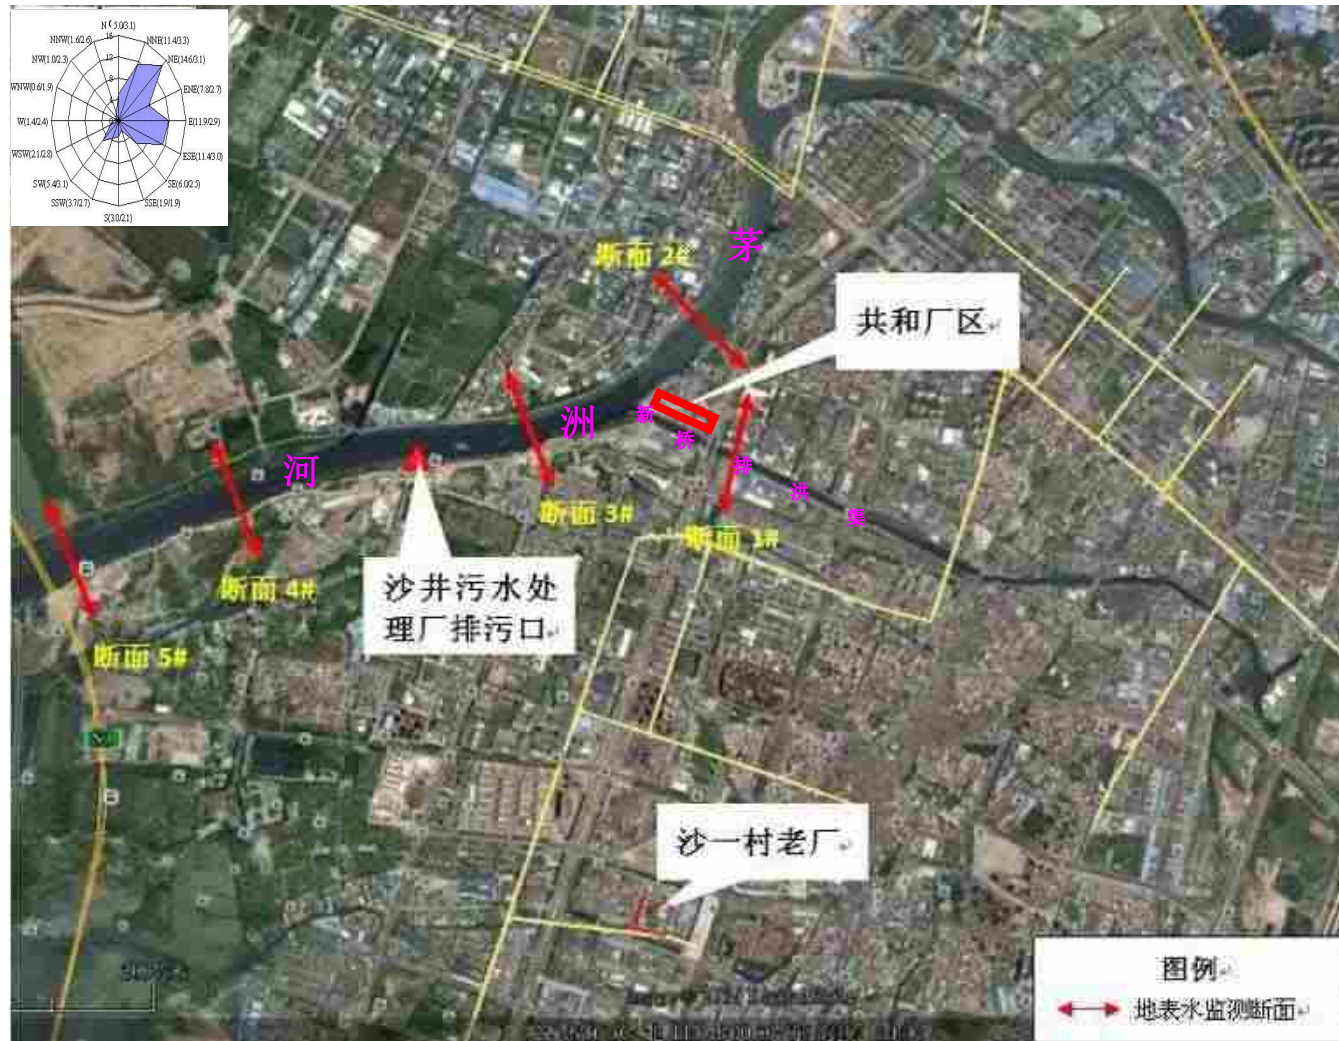 N(5.0/3.1)
NNW(1.6/2.6)
NNE(11.4/3.3)
NW(1.0/2.3)
NE(14.6/3.1)
WNW(0.6/1.9)
ENE(7.8/2.7)
W(1.4/2.4)
E(11.9/2.9)
WSW(2.1/2.8)
ESE(11.4/3.0)
SW(5.4/3.1)
SE(6.0/2.5)
SSW(3.7/2.7)
SSE(1.9/1.9)
S(3.0/2.1)
16
12
8
断面 2#
茅
洲
河
共和厂区
新
桥
排
洪
渠
断面 3#
断面 1#
断面 4#
断面 5#
沙井污水处
理厂排污口
沙一村老厂
图例
地表水监测断面